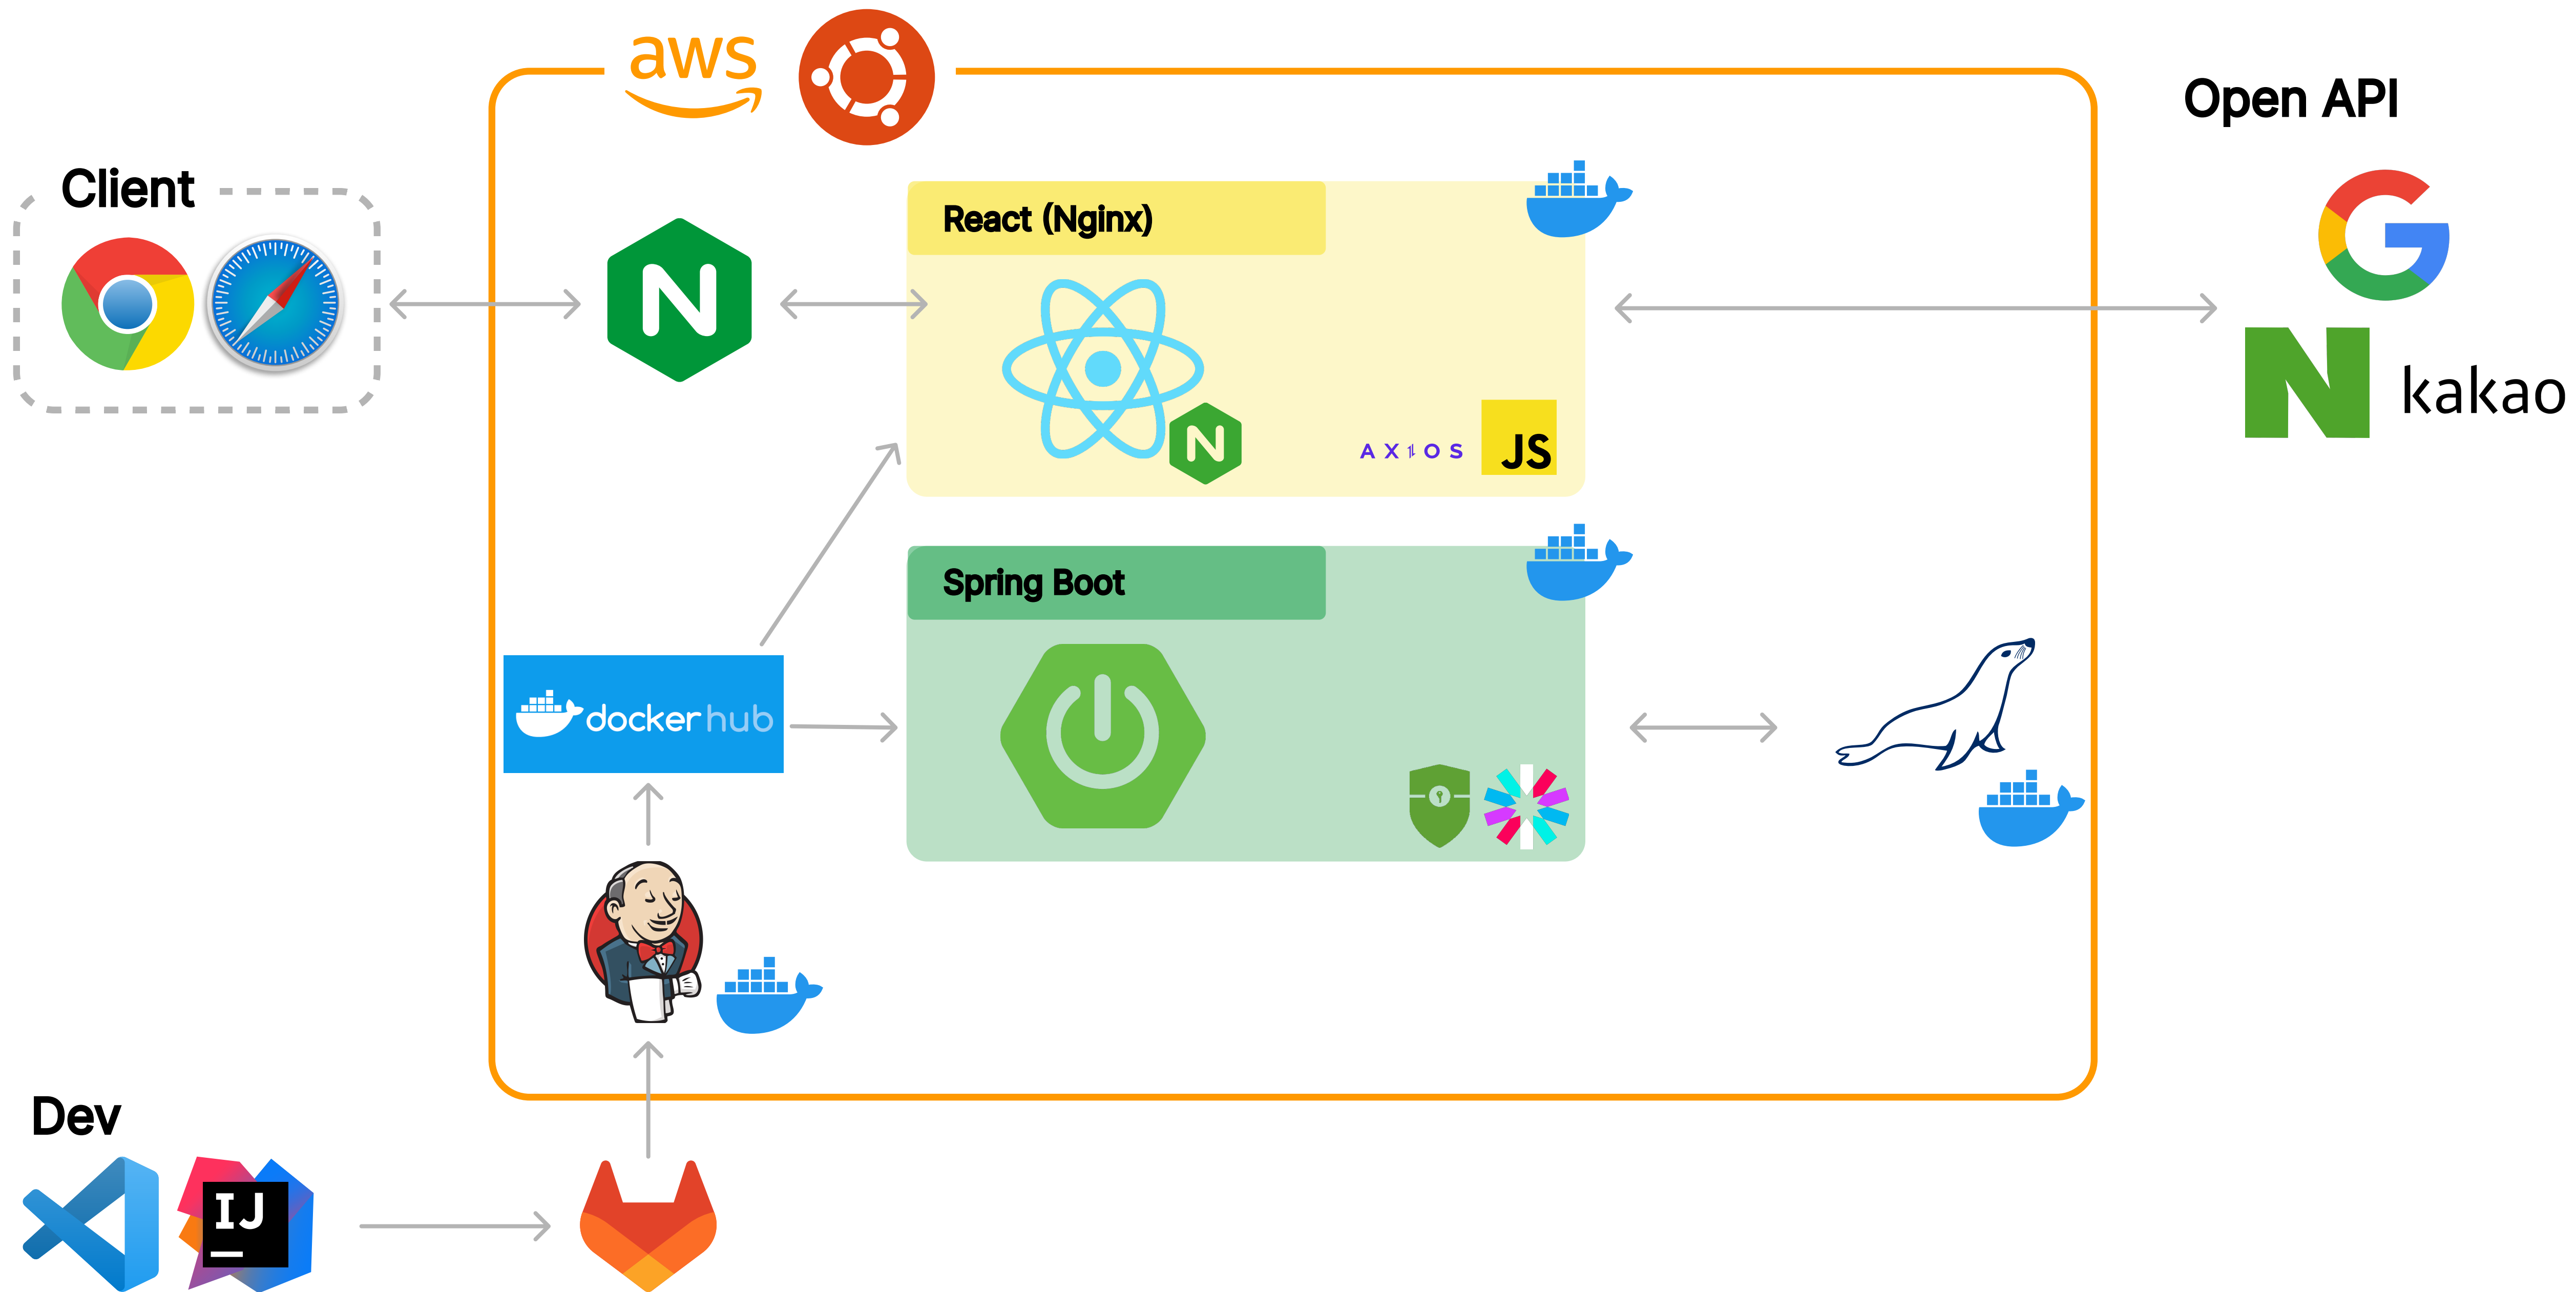 aws
Open API
Client
React (Nginx)
N
N
AXIOS
JS
N
kakao
Spring Boot
docker hub
Dev
IJ